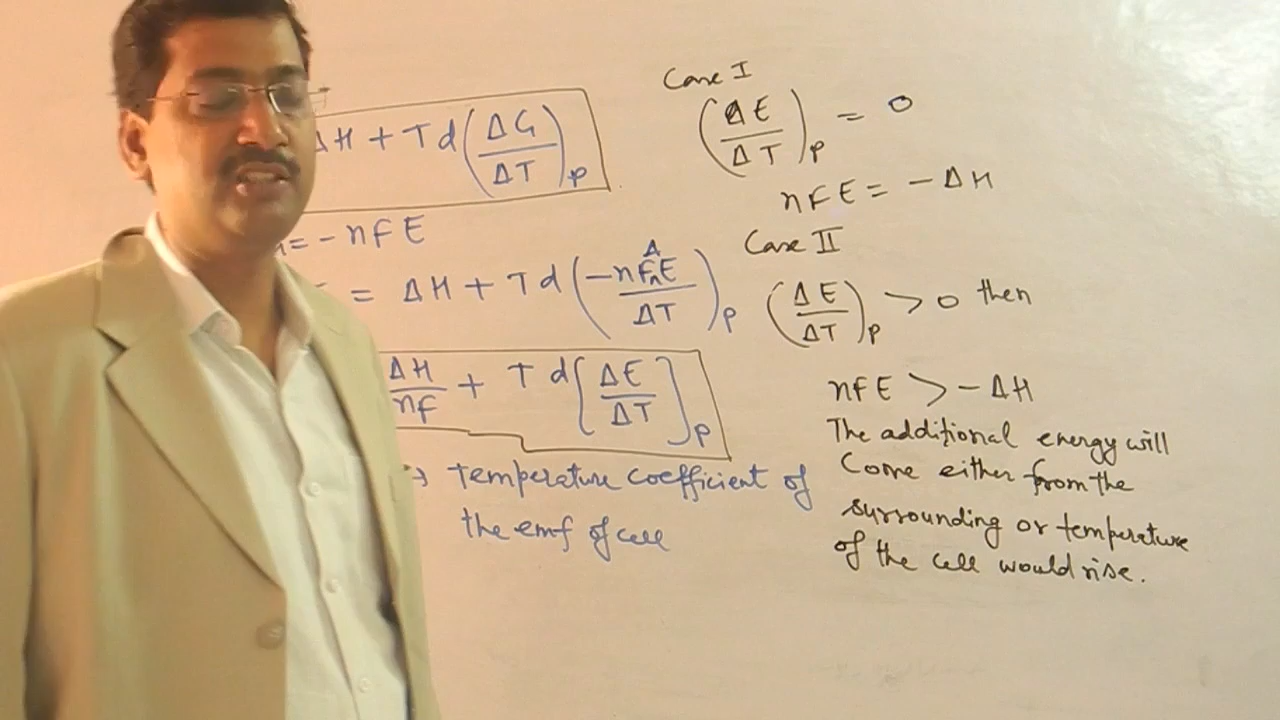 ΔH + T d(ΔG/ΔT)p
= -nFE
= ΔH + T d(-nFΔE/ΔT)p
ΔH/nF + T d[ΔE/ΔT]p
→ temperature coefficient of
the emf of cell
Case I
(ΔE/ΔT)p = 0
nFE = -ΔH
Case II
(ΔE/ΔT)p > 0 then
nFE > -ΔH
The additional energy will
Come either from the
surrounding or temperature
of the cell would rise.